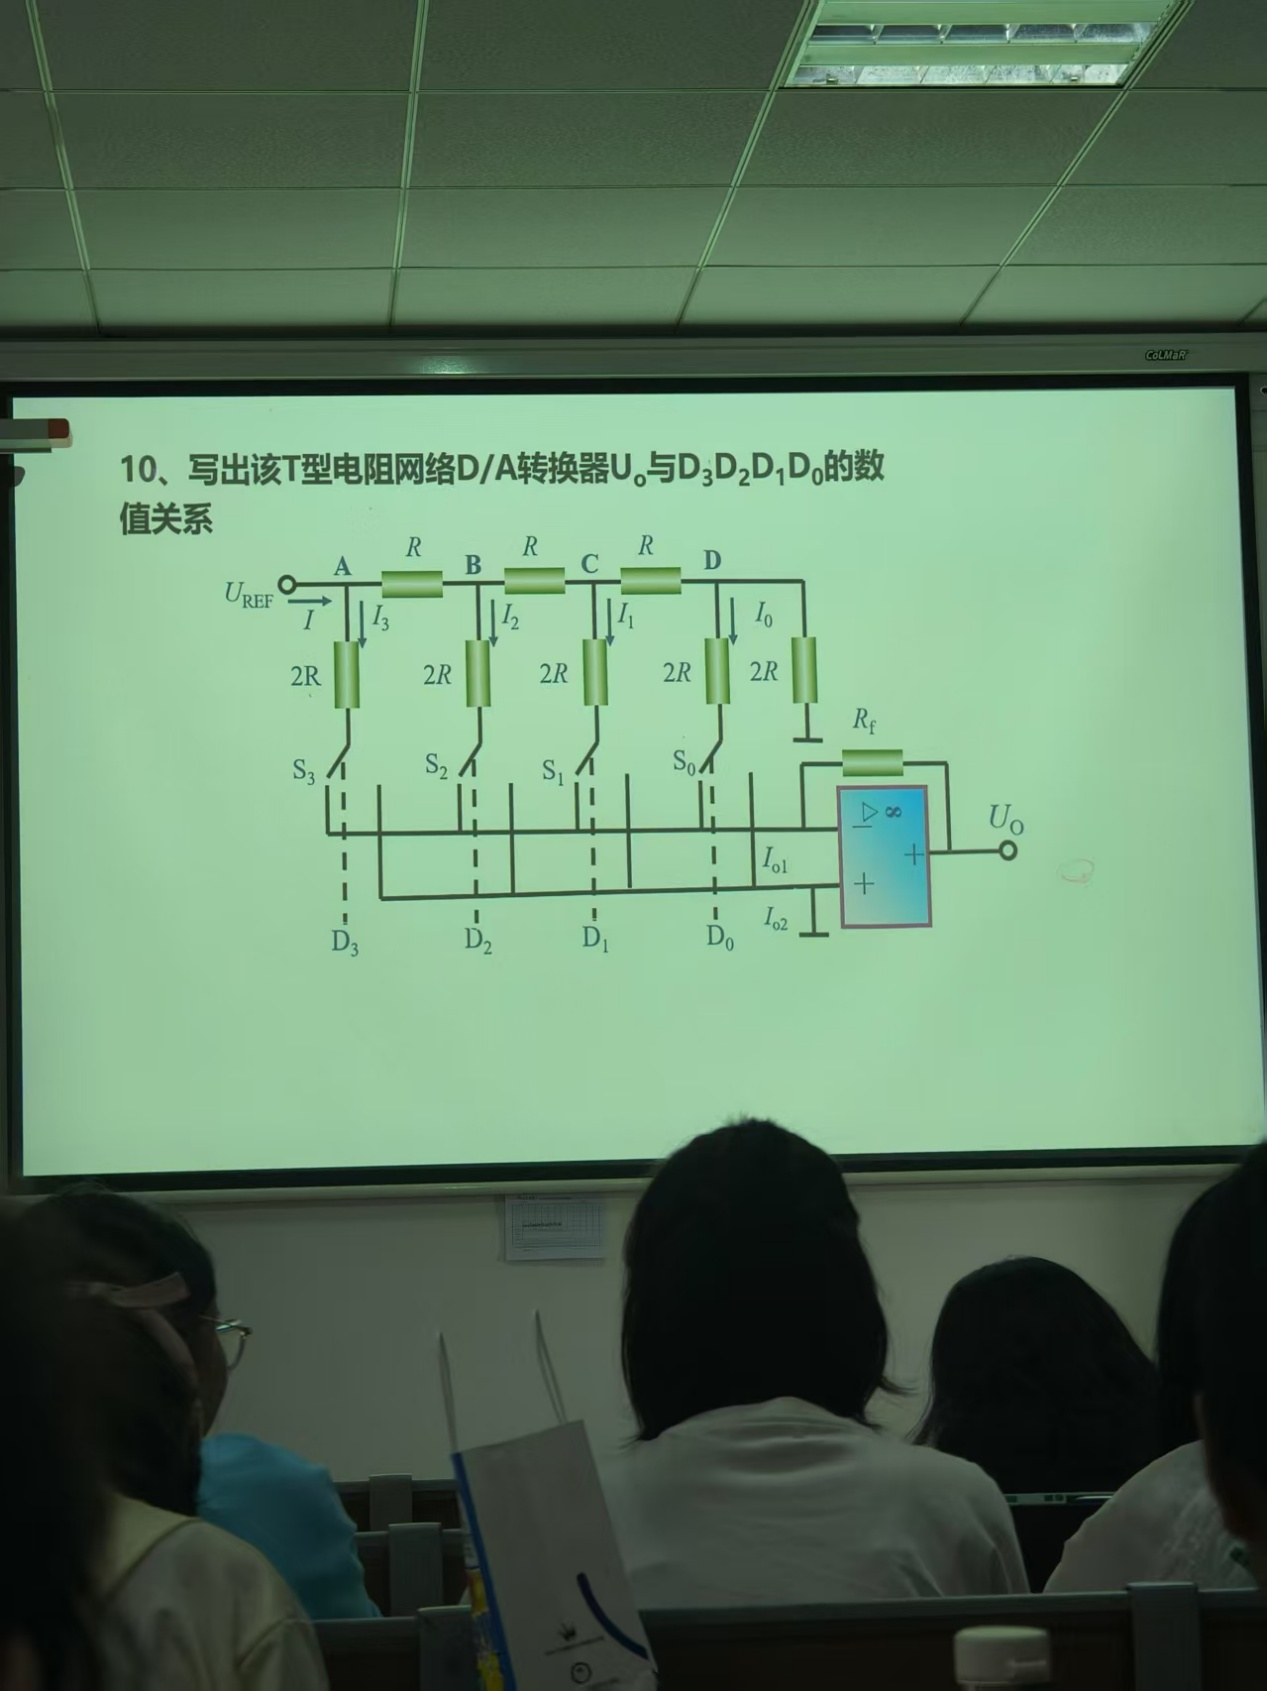 CoLMaR
10、写出该T型电阻网络D/A转换器Uₒ与D₃D₂D₁D₀的数
值关系
R R R
A B C D
U_REF
I I₃ I₂ I₁ I₀
2R 2R 2R 2R 2R
R_f
S₃ S₂ S₁ S₀
▷ ∞
− +
U_O
I_o1
+
I_o2
D₃ D₂ D₁ D₀